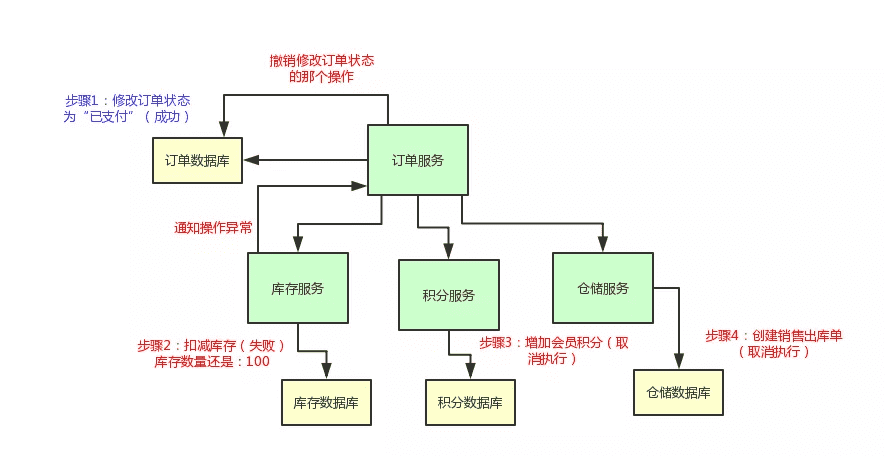 撤销修改订单状态
的那个操作
步骤1：修改订单状态
为“已支付”（成功）
订单数据库
订单服务
通知操作异常
库存服务
积分服务
仓储服务
步骤2：扣减库存（失败）
库存数量还是：100
步骤3：增加会员积分（取
消执行）
步骤4：创建销售出库单
（取消执行）
库存数据库
积分数据库
仓储数据库